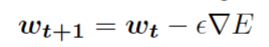 w_{t+1} = w_t − ϵ∇E